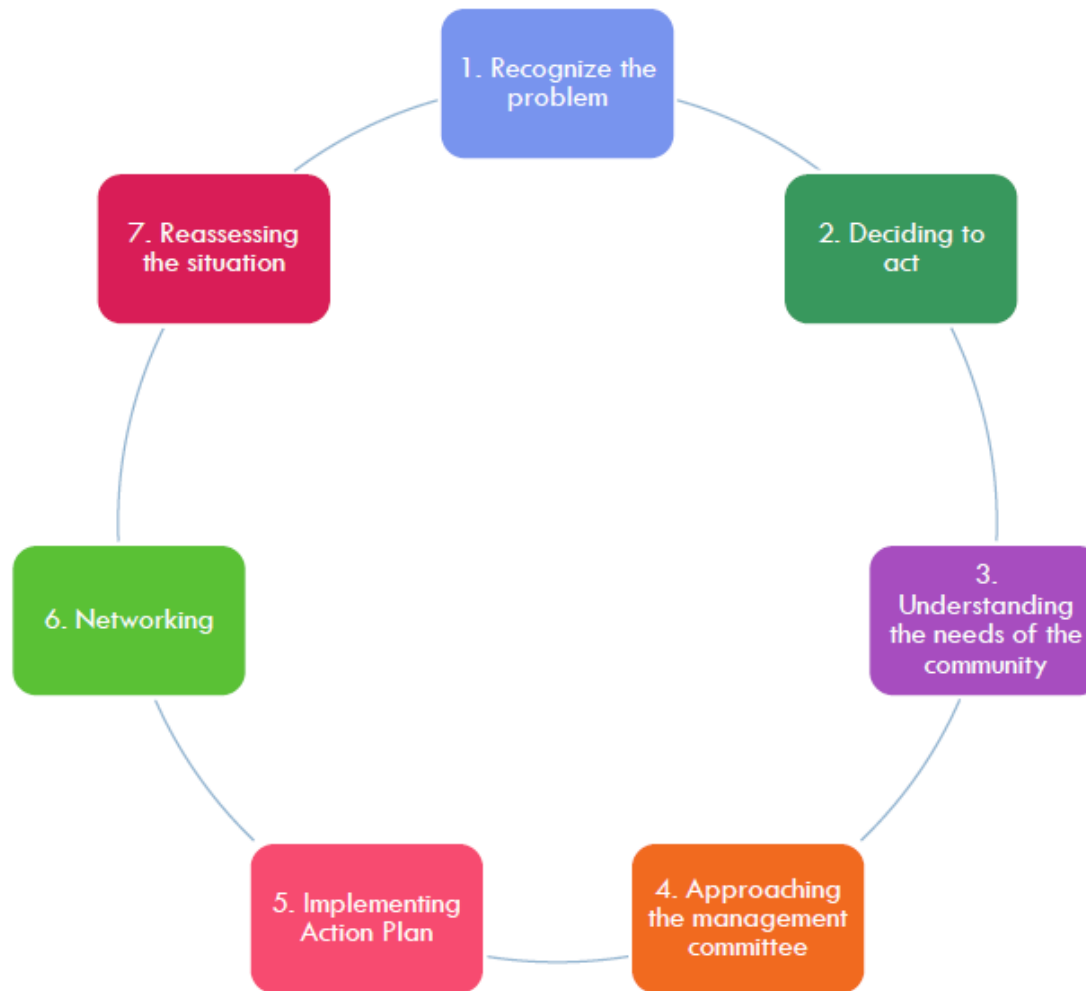 1. Recognize the
problem
2. Deciding to
act
3.
Understanding
the needs of the
community
4. Approaching
the management
committee
5. Implementing
Action Plan
6. Networking
7. Reassessing
the situation